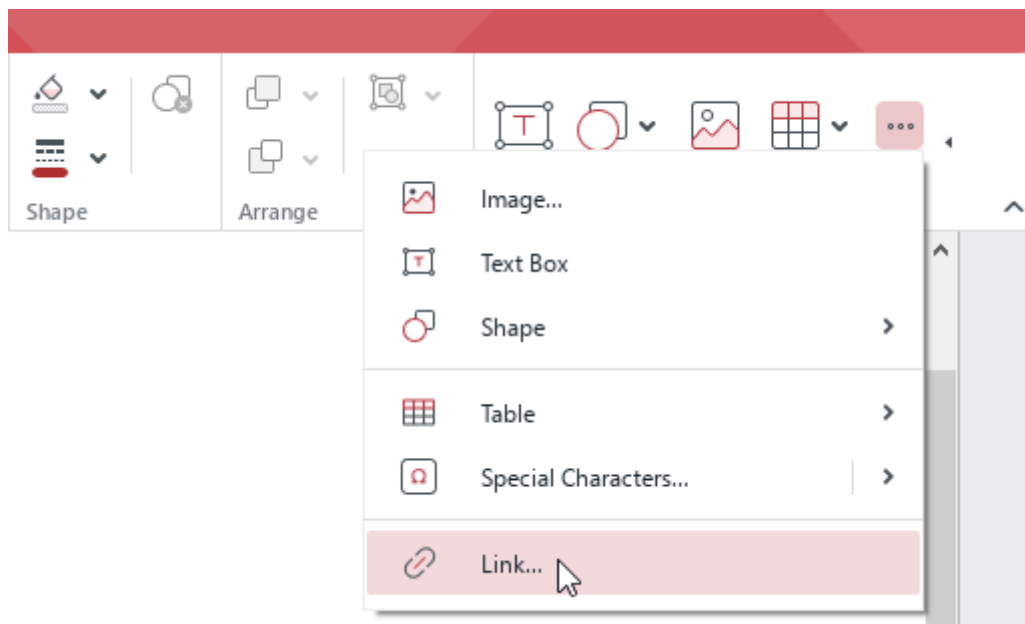 Shape
Arrange
Image...
Text Box
Shape
Table
Special Characters...
Link...